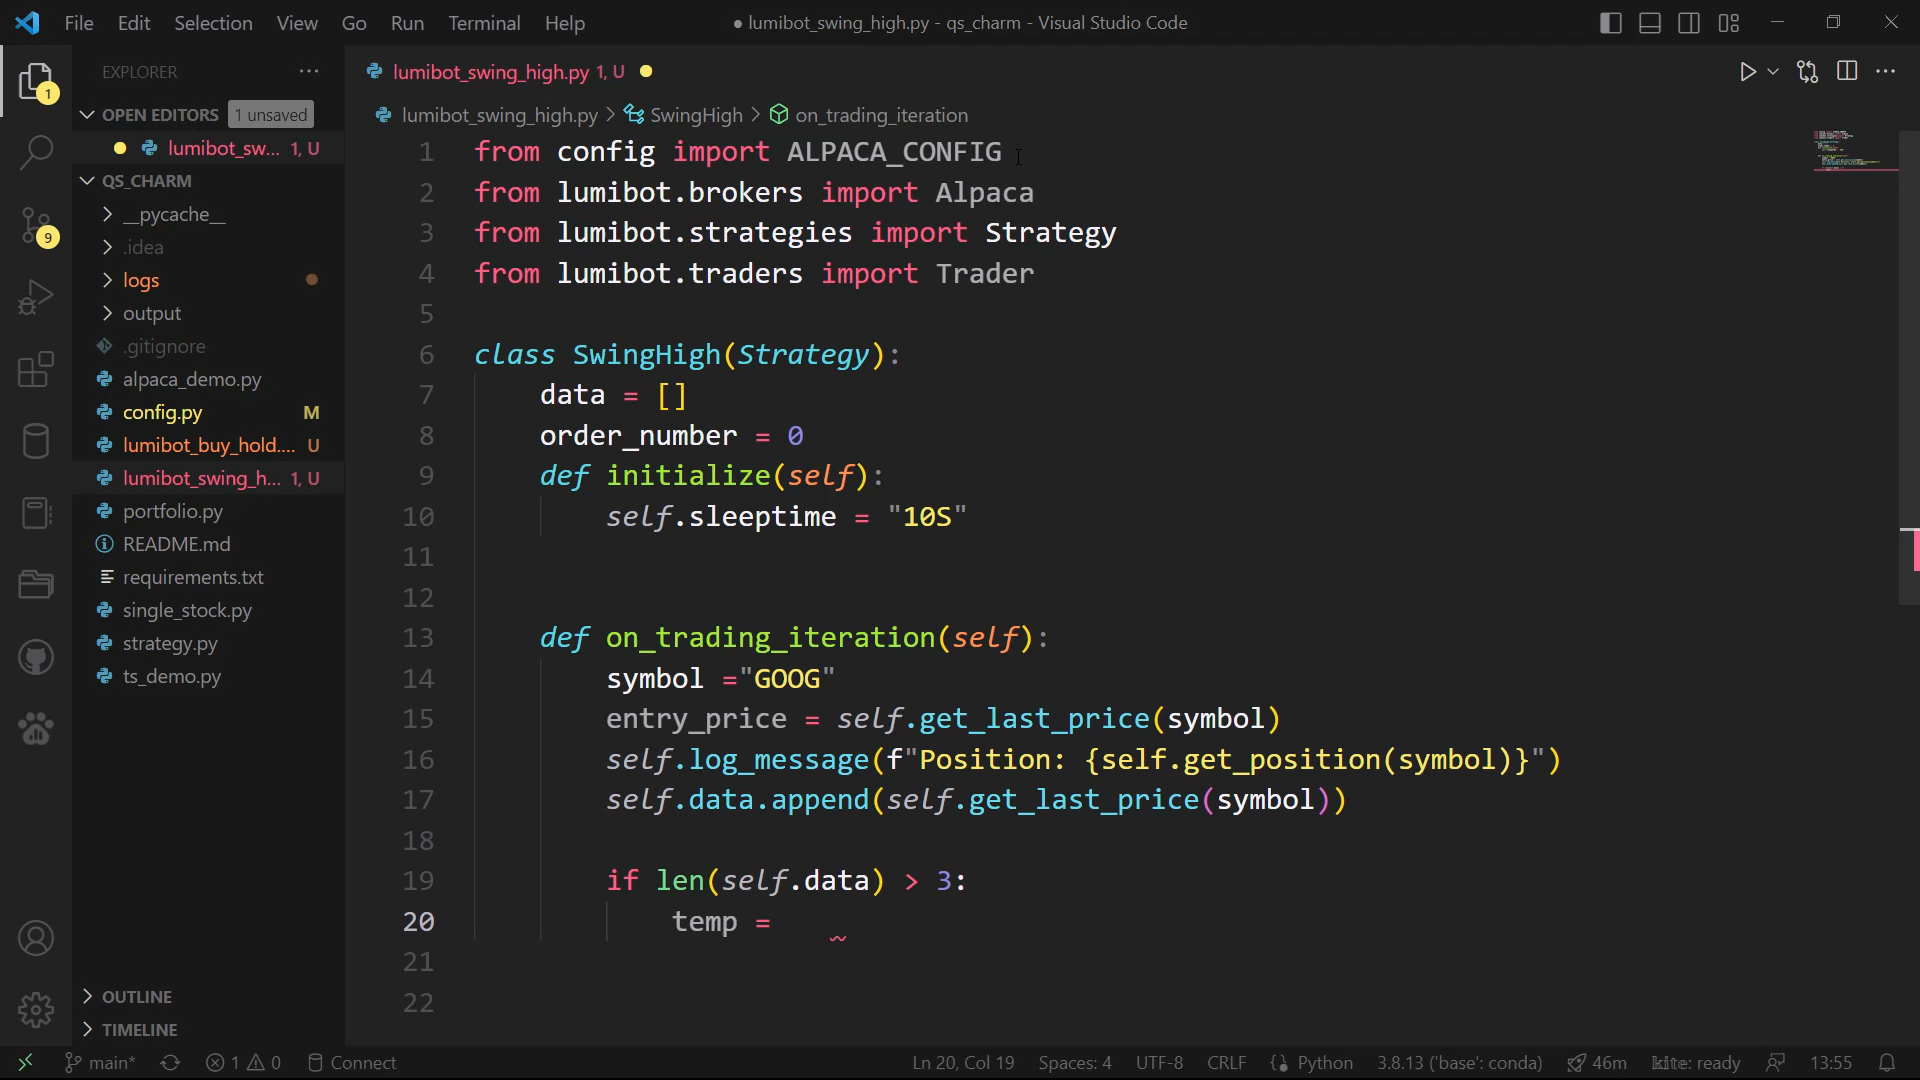 File Edit Selection View Go Run Terminal Help
● lumibot_swing_high.py - qs_charm - Visual Studio Code
EXPLORER
OPEN EDITORS 1 unsaved
lumibot_sw... 1, U
QS_CHARM
__pycache__
.idea
logs
output
.gitignore
alpaca_demo.py
config.py M
lumibot_buy_hold.... U
lumibot_swing_h... 1, U
portfolio.py
README.md
requirements.txt
single_stock.py
strategy.py
ts_demo.py
OUTLINE
TIMELINE
1
9
lumibot_swing_high.py 1, U
lumibot_swing_high.py > SwingHigh > on_trading_iteration
1 from config import ALPACA_CONFIG
2 from lumibot.brokers import Alpaca
3 from lumibot.strategies import Strategy
4 from lumibot.traders import Trader
5
6 class SwingHigh(Strategy):
7 data = []
8 order_number = 0
9 def initialize(self):
10 self.sleeptime = "10S"
11
12
13 def on_trading_iteration(self):
14 symbol ="GOOG"
15 entry_price = self.get_last_price(symbol)
16 self.log_message(f"Position: {self.get_position(symbol)}")
17 self.data.append(self.get_last_price(symbol))
18
19 if len(self.data) > 3:
20 temp =
21
22
main* 1 0 Connect Ln 20, Col 19 Spaces: 4 UTF-8 CRLF Python 3.8.13 ('base': conda) 46m kite: ready 13:55